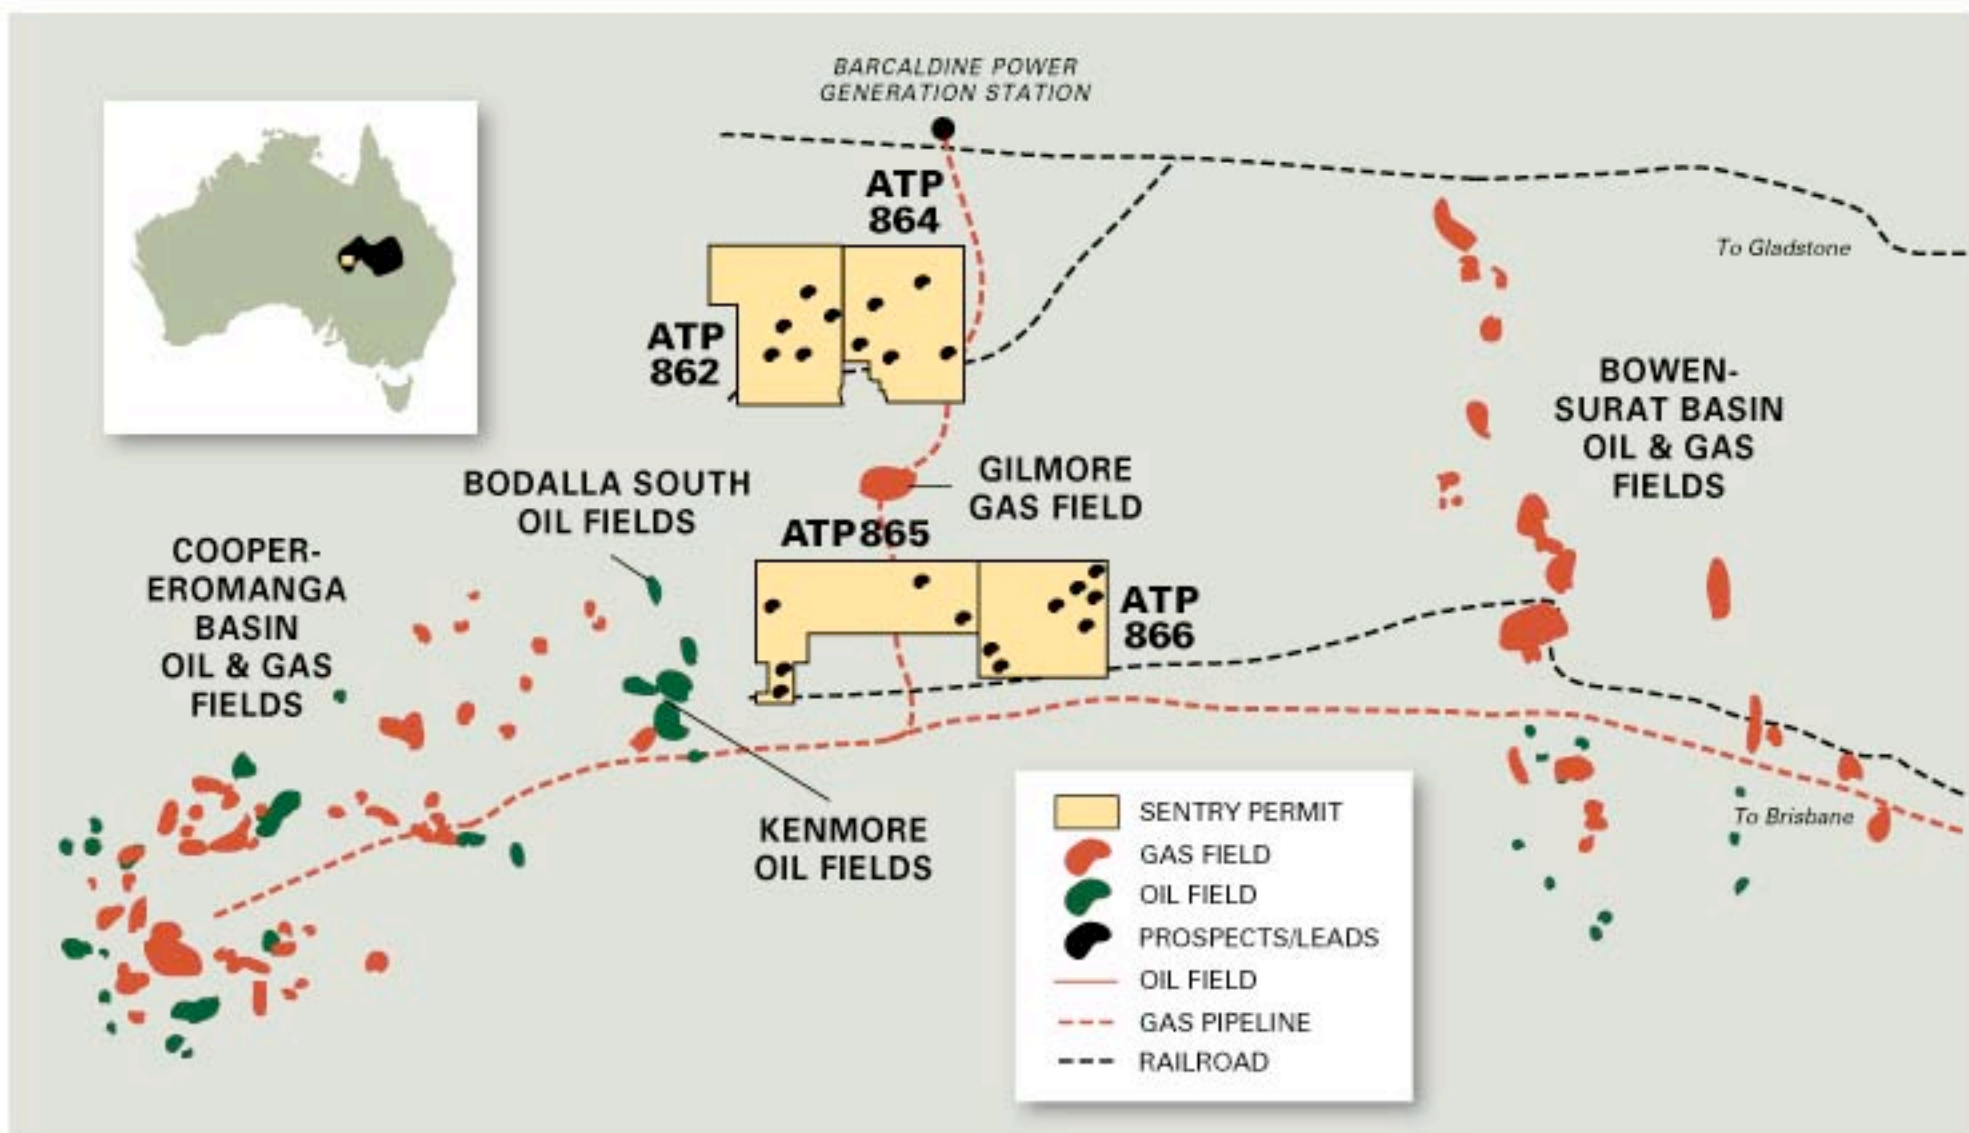 BARCALDINE POWER
GENERATION STATION
ATP
864
To Gladstone
ATP
862
BOWEN-
SURAT BASIN
OIL & GAS
FIELDS
BODALLA SOUTH
OIL FIELDS
GILMORE
GAS FIELD
ATP865
COOPER-
EROMANGA
BASIN
OIL & GAS
FIELDS
ATP
866
KENMORE
OIL FIELDS
To Brisbane
SENTRY PERMIT
GAS FIELD
OIL FIELD
PROSPECTS/LEADS
OIL FIELD
GAS PIPELINE
RAILROAD